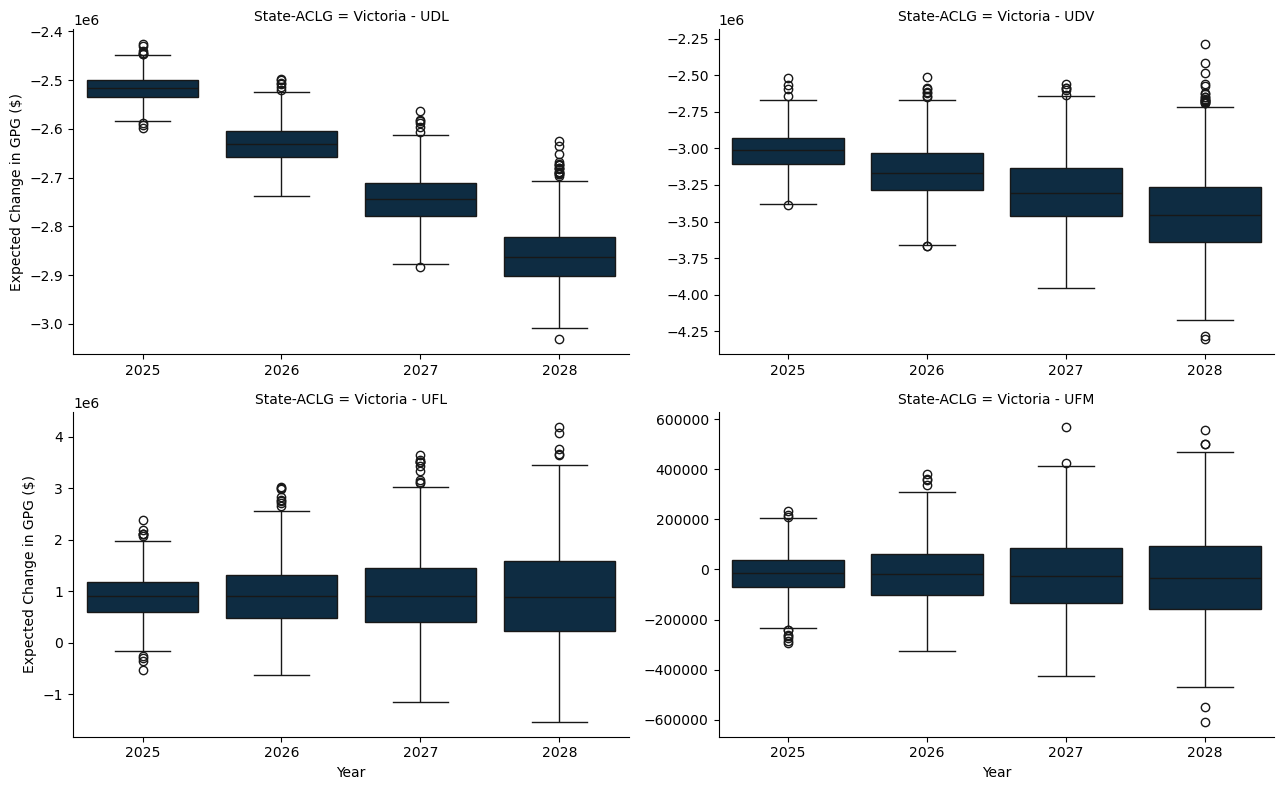 State-ACLG = Victoria - UDL
1e6
Expected Change in GPG ($)
−2.4
−2.5
−2.6
−2.7
−2.8
−2.9
−3.0
2025 2026 2027 2028
State-ACLG = Victoria - UDV
1e6
−2.25
−2.50
−2.75
−3.00
−3.25
−3.50
−3.75
−4.00
−4.25
2025 2026 2027 2028
State-ACLG = Victoria - UFL
1e6
Expected Change in GPG ($)
4
3
2
1
0
−1
2025 2026 2027 2028
Year
State-ACLG = Victoria - UFM
600000
400000
200000
0
−200000
−400000
−600000
2025 2026 2027 2028
Year